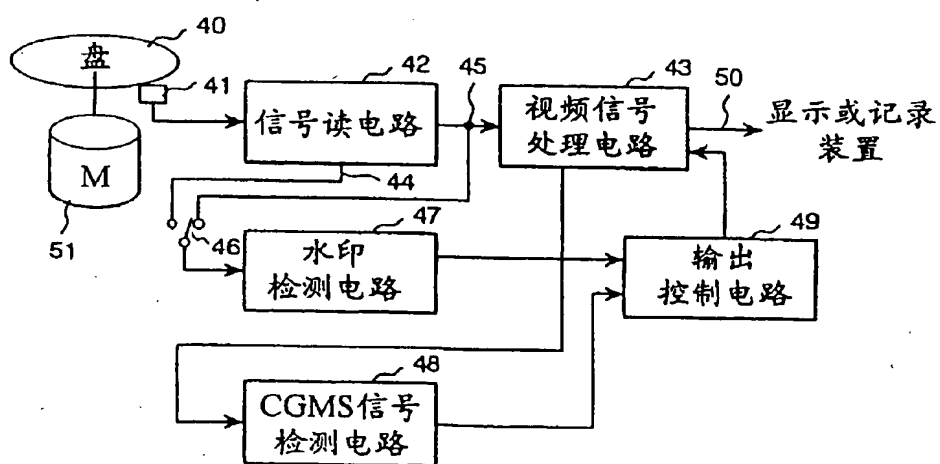 40
盘
41
42
信号读电路
45
43
视频信号
处理电路
50
显示或记录
装置
M
51
44
46
47
水印
检测电路
49
输出
控制电路
48
CGMS信号
检测电路